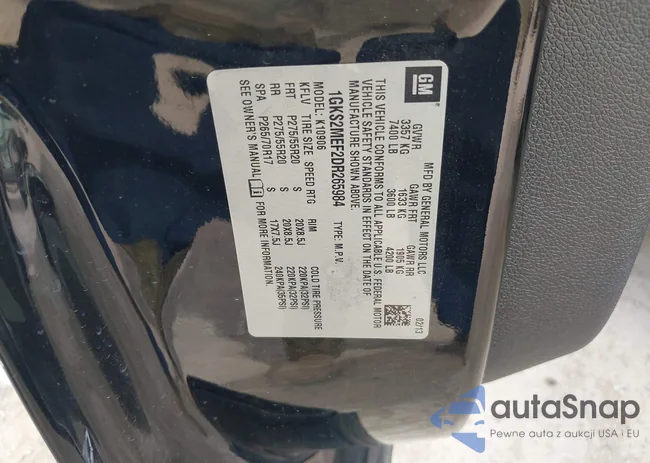 GM
MFD BY GENERAL MOTORS LLC
GVWR GAWR FRT GAWR RR
3357 KG 1633 KG 1905 KG
7400 LB 3600 LB 4200 LB
02/13
THIS VEHICLE CONFORMS TO ALL APPLICABLE U.S. FEDERAL MOTOR
VEHICLE SAFETY STANDARDS IN EFFECT ON THE DATE OF
MANUFACTURE SHOWN ABOVE.
1GKS2MEF2DR265984 TYPE: M.P.V.
MODEL: K10906
KFLV TIRE SIZE SPEED RTG RIM COLD TIRE PRESSURE
FRT P275/55R20 S 20X8.5J 220KPA(32PSI)
RR P275/55R20 S 20X8.5J 220KPA(32PSI)
SPA P265/70R17 S 17X7.5J 240KPA(35PSI)
SEE OWNER'S MANUAL FOR MORE INFORMATION.
autaSnap
Pewne auta z aukcji USA i EU